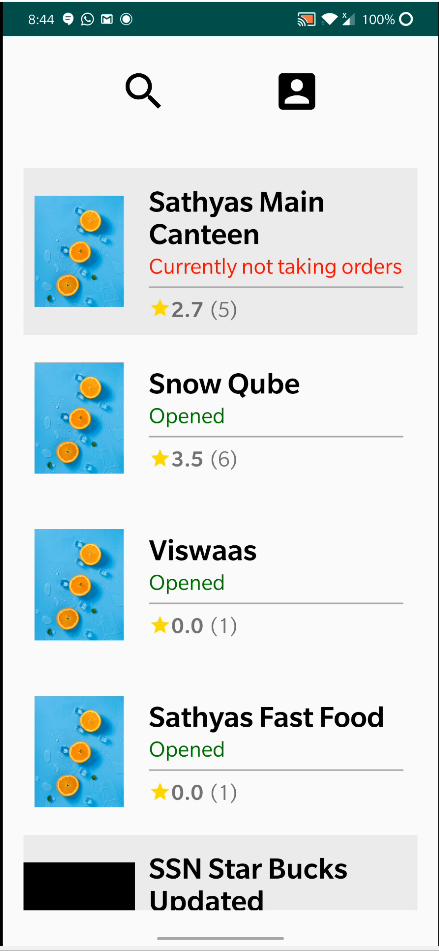 8:44
100%
Sathyas Main
Canteen
Currently not taking orders
2.7 (5)
Snow Qube
Opened
3.5 (6)
Viswaas
Opened
0.0 (1)
Sathyas Fast Food
Opened
0.0 (1)
SSN Star Bucks
Updated